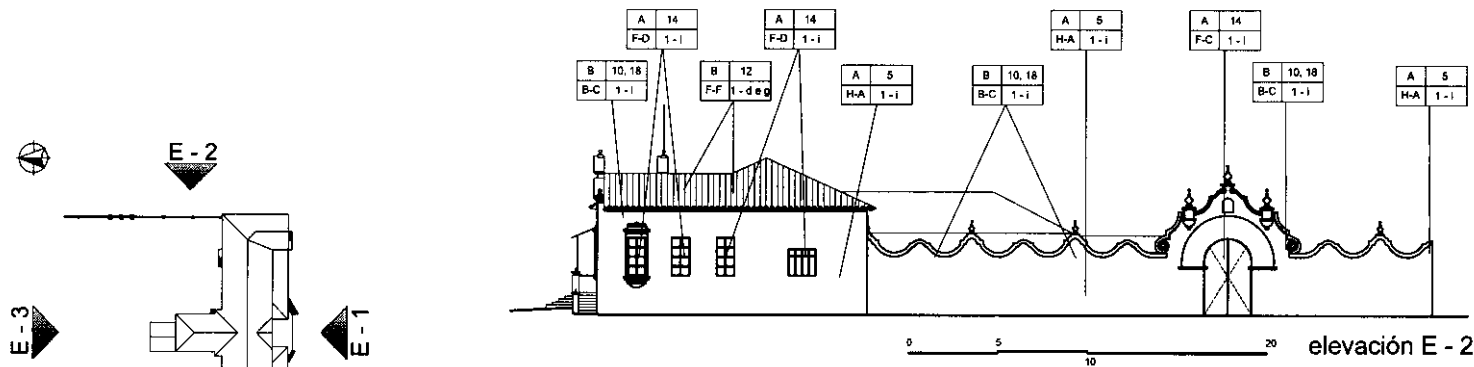 A 14
F-D 1 - i
A 14
F-D 1 - i
A 5
H-A 1 - i
A 14
F-C 1 - i
B 10, 18
B-C 1 - i
B 12
F-F 1 - d e g
A 5
H-A 1 - i
B 10, 18
B-C 1 - i
B 10, 18
B-C 1 - i
A 5
H-A 1 - i
E - 2
E - 3
E - 1
0 5 10 20
elevación E - 2